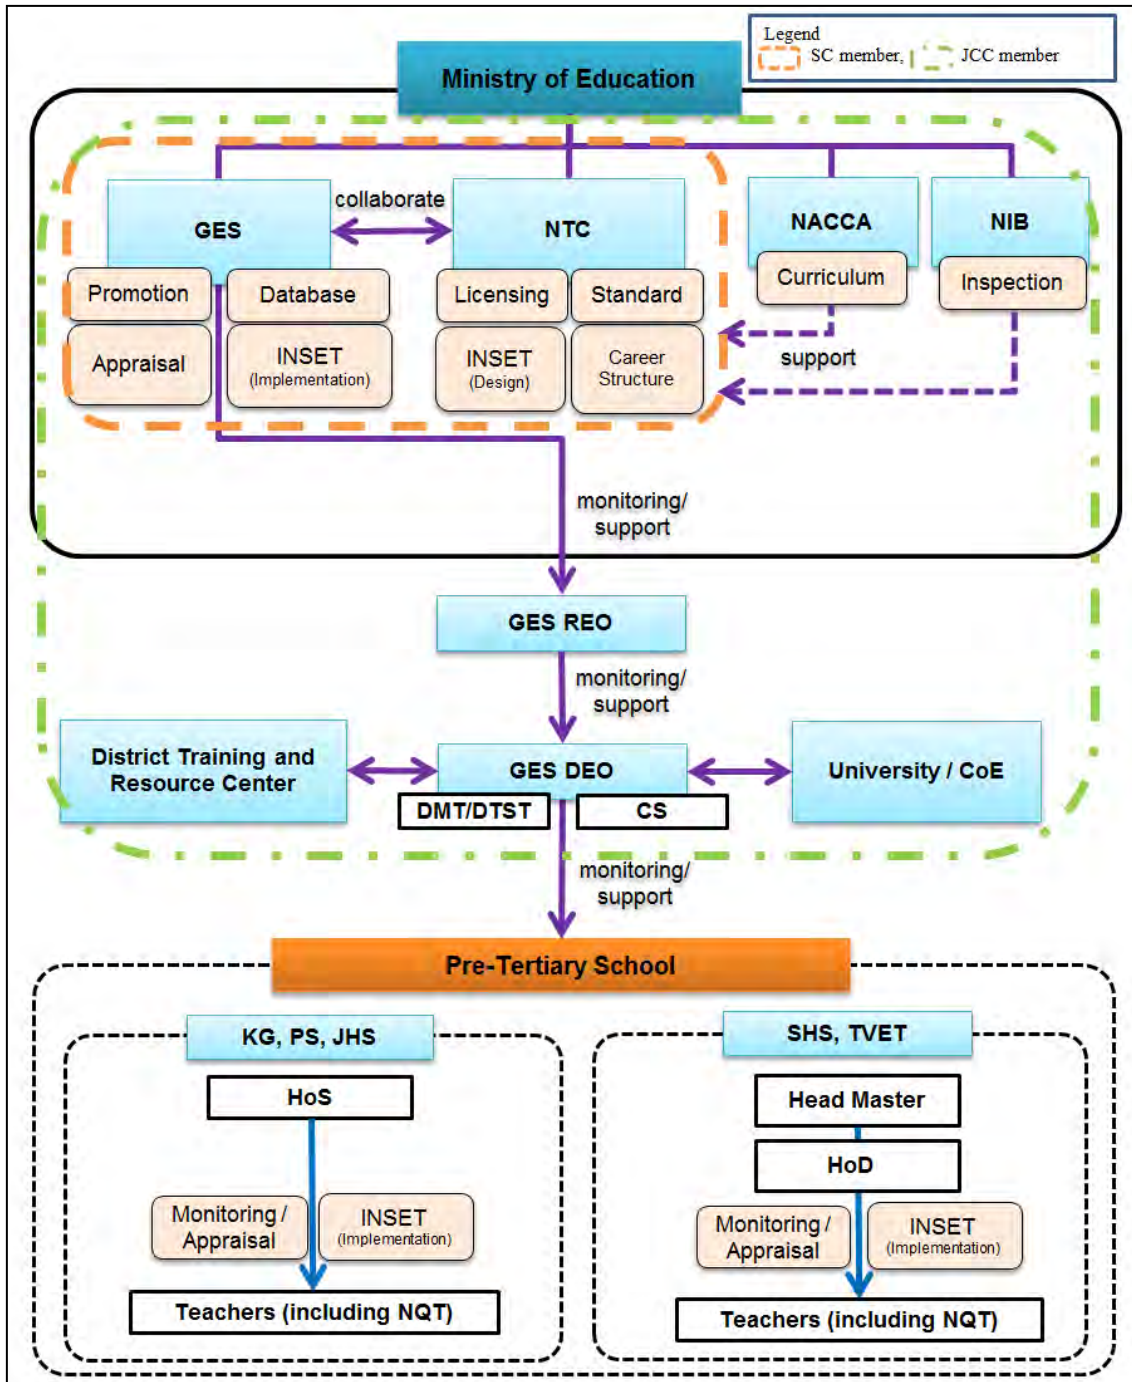 Legend
SC member,
JCC member
Ministry of Education
collaborate
GES
NTC
NACCA
NIB
Promotion
Database
Licensing
Standard
Curriculum
Inspection
Appraisal
INSET
(Implementation)
INSET
(Design)
Career
Structure
support
monitoring/
support
GES REO
monitoring/
support
District Training and
Resource Center
GES DEO
University / CoE
DMT/DTST
CS
monitoring/
support
Pre-Tertiary School
KG, PS, JHS
HoS
Monitoring /
Appraisal
INSET
(Implementation)
Teachers (including NQT)
SHS, TVET
Head Master
HoD
Monitoring /
Appraisal
INSET
(Implementation)
Teachers (including NQT)